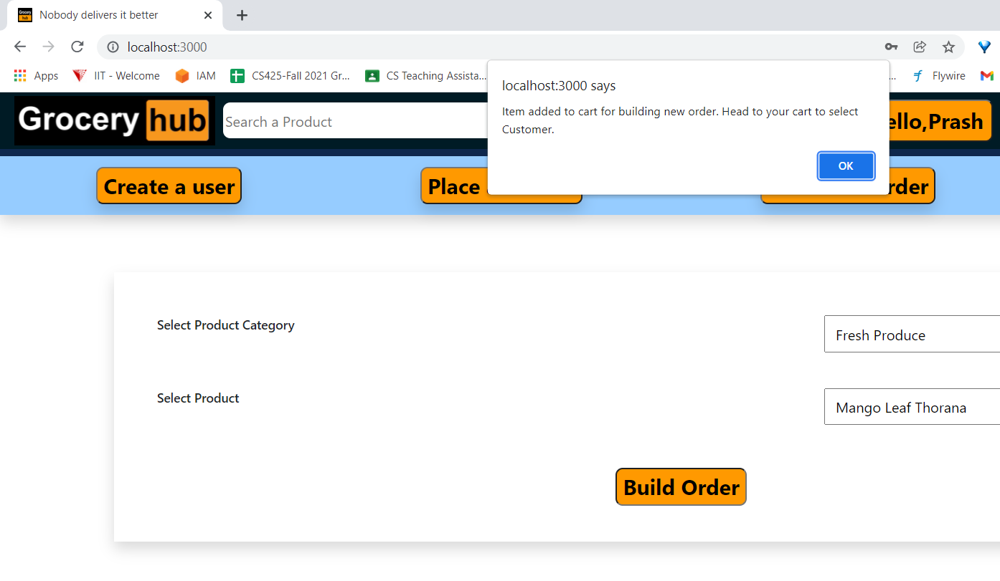 Nobody delivers it better
localhost:3000
Apps IIT - Welcome IAM CS425-Fall 2021 Gr... CS Teaching Assista... ... Flywire
localhost:3000 says
Item added to cart for building new order. Head to your cart to select
Customer.
OK
Grocery hub Search a Product ello,Prash
Create a user Place rder
Select Product Category Fresh Produce
Select Product Mango Leaf Thorana
Build Order